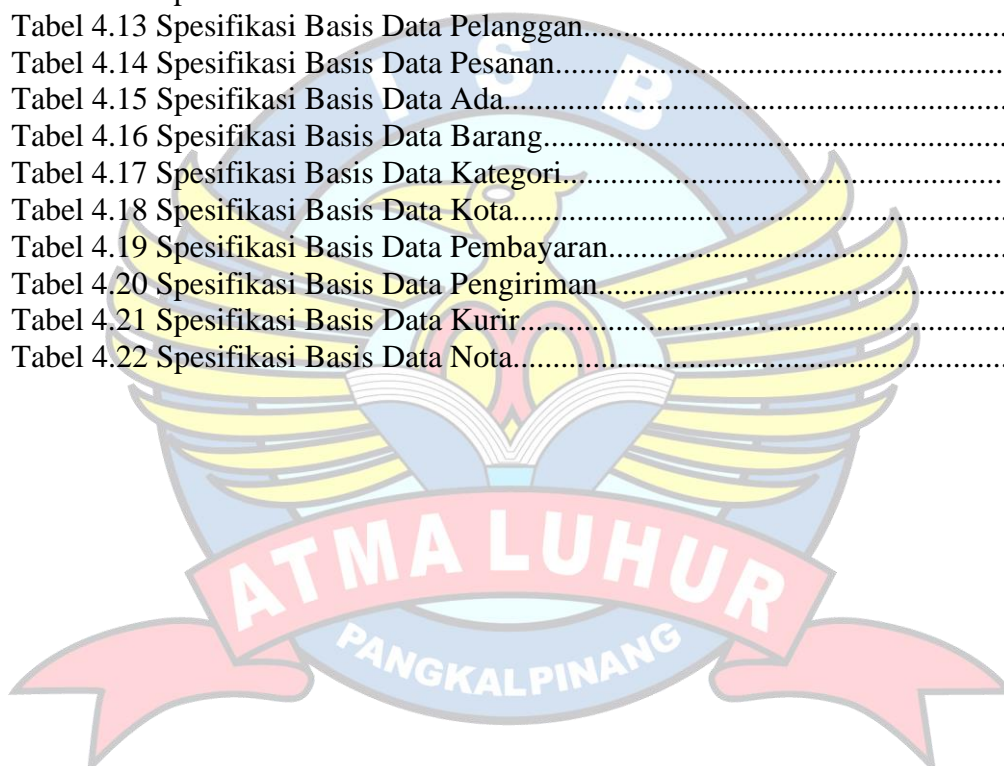 Tabel 4.13 Spesifikasi Basis Data Pelanggan......................................................
Tabel 4.14 Spesifikasi Basis Data Pesanan.........................................................
Tabel 4.15 Spesifikasi Basis Data Ada...............................................................
Tabel 4.16 Spesifikasi Basis Data Barang..........................................................
Tabel 4.17 Spesifikasi Basis Data Kategori........................................................
Tabel 4.18 Spesifikasi Basis Data Kota..............................................................
Tabel 4.19 Spesifikasi Basis Data Pembayaran..................................................
Tabel 4.20 Spesifikasi Basis Data Pengiriman...................................................
Tabel 4.21 Spesifikasi Basis Data Kurir.............................................................
Tabel 4.22 Spesifikasi Basis Data Nota..............................................................
I S B
ATMA LUHUR
PANGKALPINANG